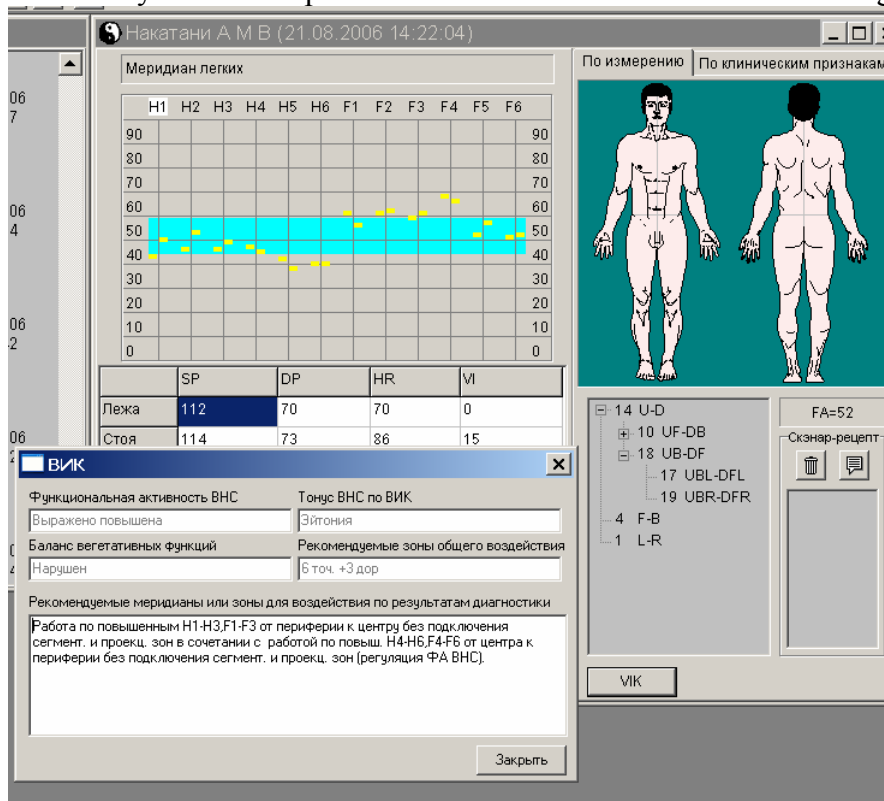 Накатани А М В (21.08.2006 14:22:04)
Меридиан легких
По измерению По клиническим признакам
06
7
H1 H2 H3 H4 H5 H6 F1 F2 F3 F4 F5 F6
90 90
80 80
70 70
60 60
50 50
40 40
30 30
20 20
10 10
0 0
06
4
06
2
SP DP HR VI
Лежа 112 70 70 0
Стоя 114 73 86 15
14 U-D
10 UF-DB
18 UB-DF
17 UBL-DFL
19 UBR-DFR
4 F-B
1 L-R
FA=52
Скэнар-рецепт
06
ВИК
Функциональная активность ВНС Тонус ВНС по ВИК
Выражено повышена Эйтония
Баланс вегетативных функций Рекомендуемые зоны общего воздействия
Нарушен 6 точ. +3 дор
Рекомендуемые меридианы или зоны для воздействия по результатам диагностики
Работа по повышенным H1-H3,F1-F3 от периферии к центру без подключения
сегмент. и проекц. зон в сочетании с работой по повыш. H4-H6,F4-F6 от центра к
периферии без подключения сегмент. и проекц. зон (регуляция ФА ВНС).
VIK
Закрыть